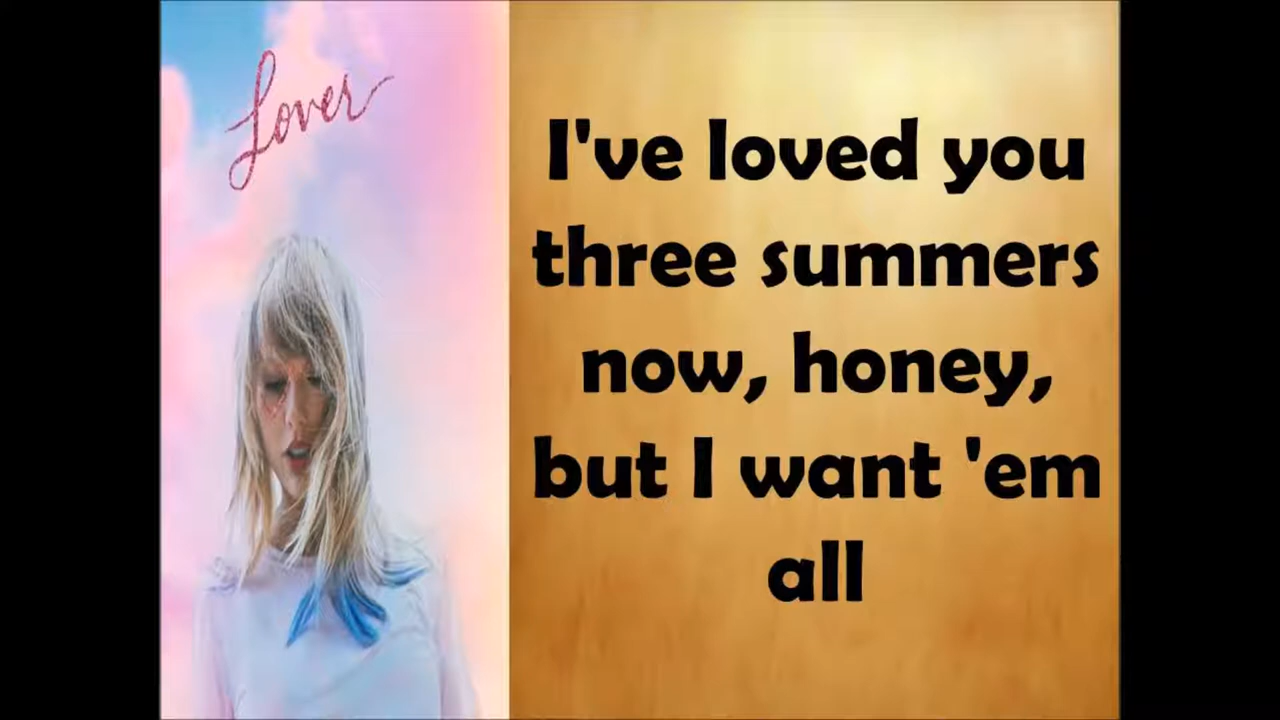 Lover
I've loved you
three summers
now, honey,
but I want 'em
all